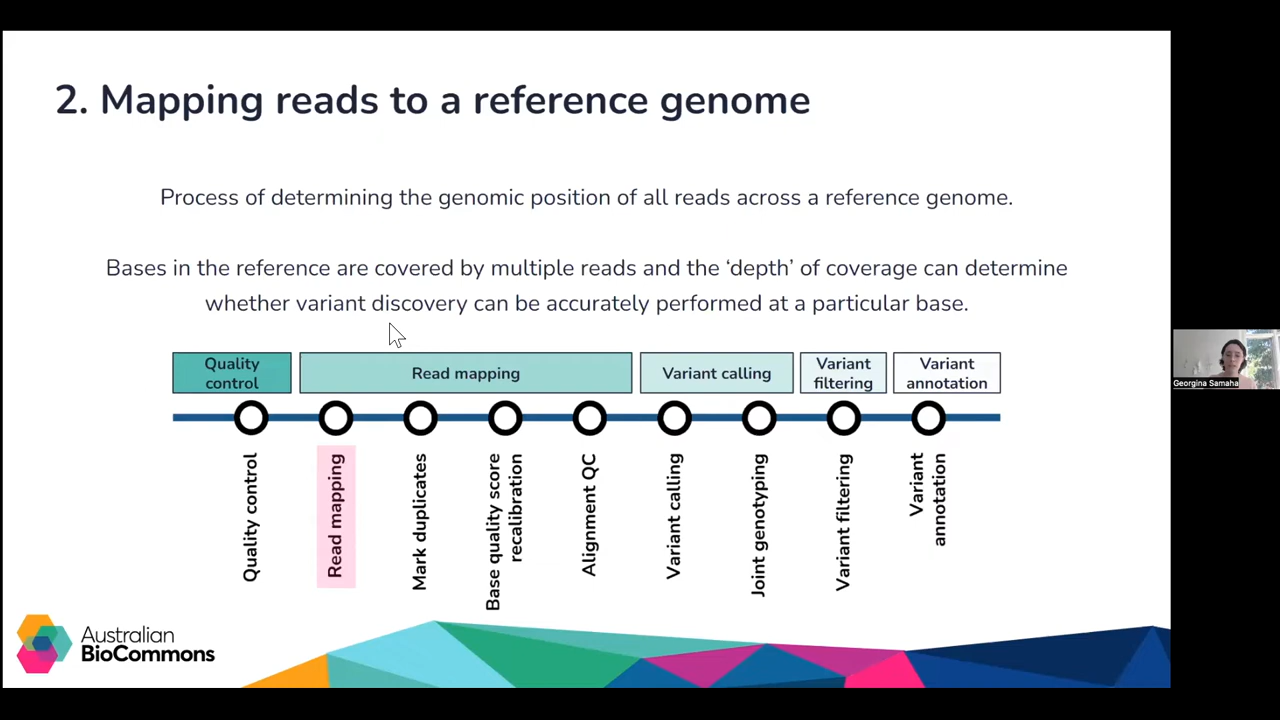 2. Mapping reads to a reference genome
Process of determining the genomic position of all reads across a reference genome.
Bases in the reference are covered by multiple reads and the ‘depth’ of coverage can determine
whether variant discovery can be accurately performed at a particular base.
Quality
control
Read mapping
Variant calling
Variant
filtering
Variant
annotation
Quality control
Read mapping
Mark duplicates
Base quality score
recalibration
Alignment QC
Variant calling
Joint genotyping
Variant filtering
Variant
annotation
Australian
BioCommons
Georgina Samaha